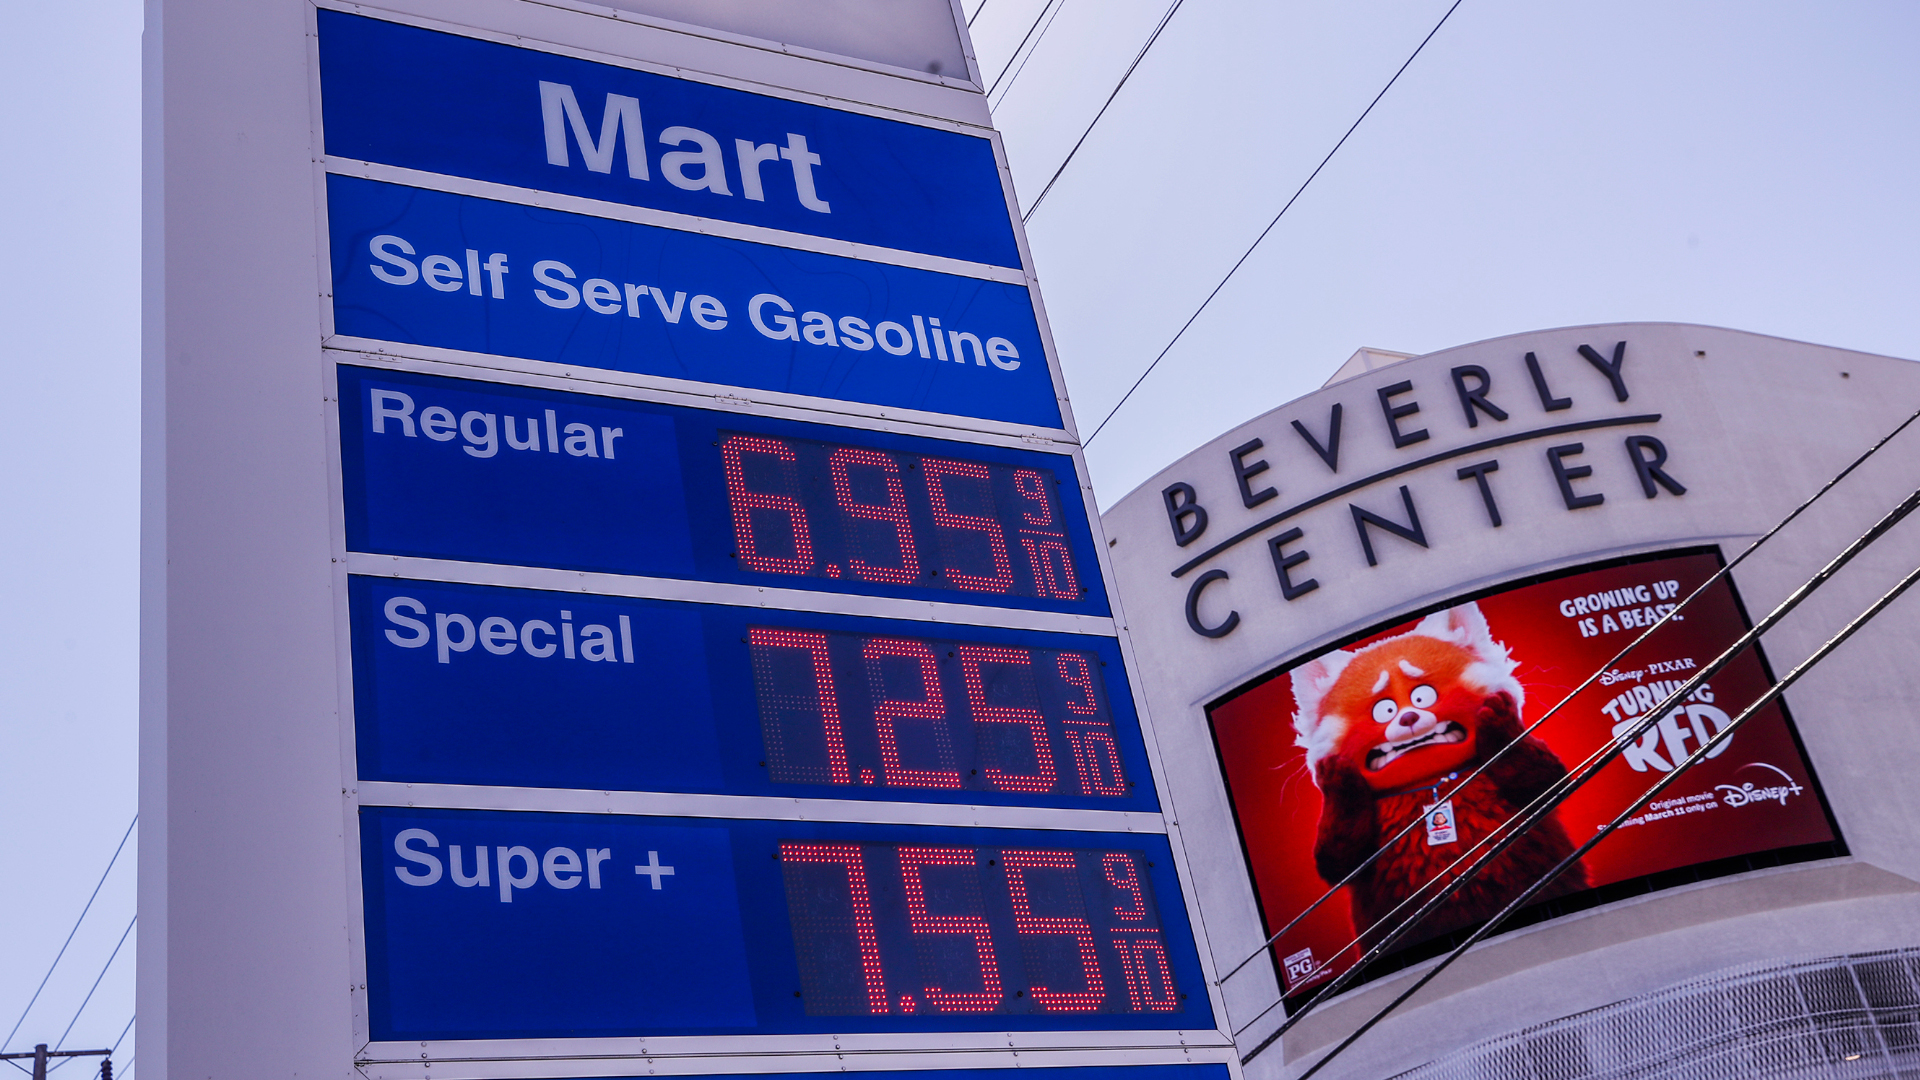 Mart
Self Serve Gasoline
Regular
6.95 9/10
Special
7.25 9/10
Super +
7.55 9/10
BEVERLY
CENTER
GROWING UP
IS A BEAST.
Disney · PIXAR
TURNING
RED
Original movie
Streaming March 11 only on
Disney+
PG